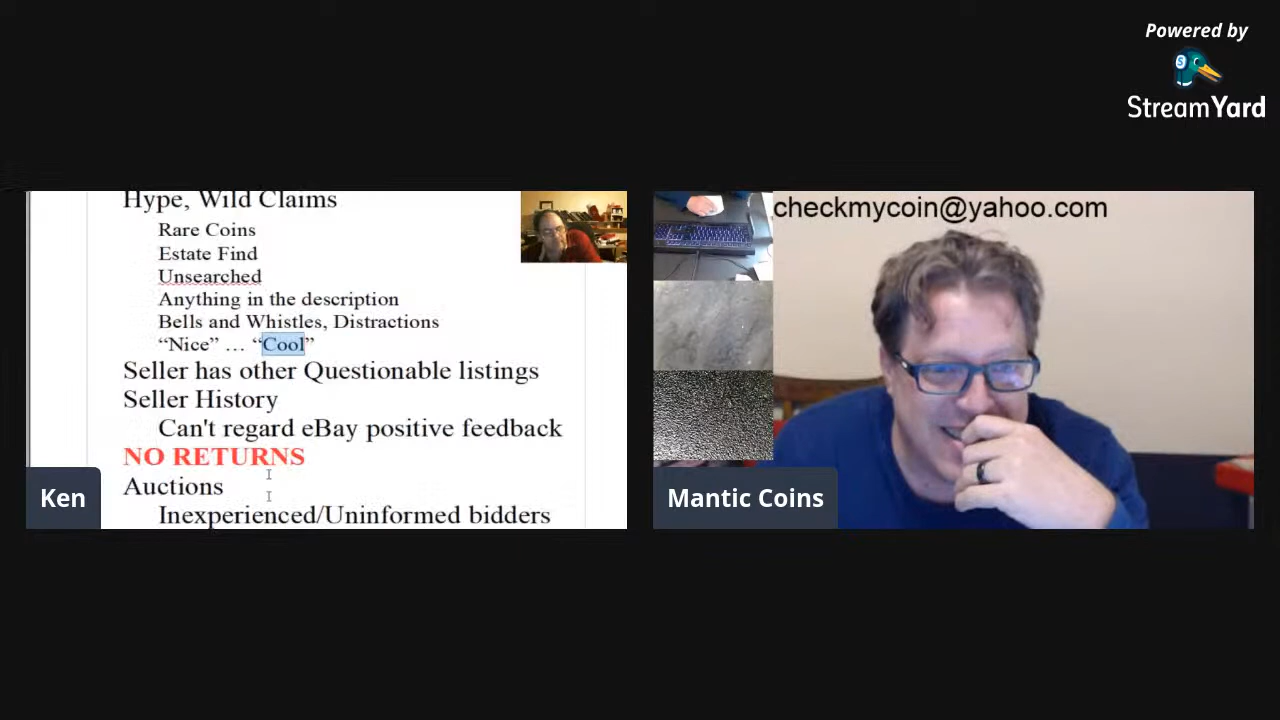 Powered by
StreamYard
Hype, Wild Claims
Rare Coins
Estate Find
Unsearched
Anything in the description
Bells and Whistles, Distractions
“Nice” … “Cool”
Seller has other Questionable listings
Seller History
Can't regard eBay positive feedback
NO RETURNS
Auctions
Inexperienced/Uninformed bidders
Ken
checkmycoin@yahoo.com
Mantic Coins